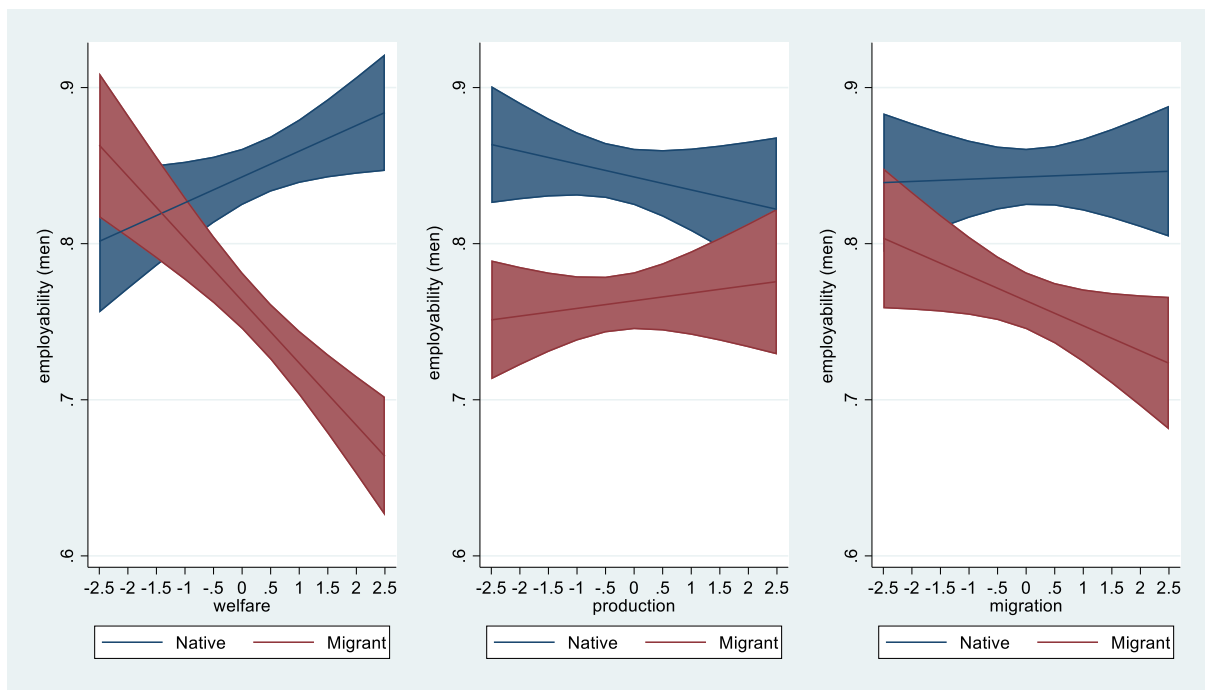 employability (men)
.9
.8
.7
.6
-2.5 -2 -1.5 -1 -.5 0 .5 1 1.5 2 2.5
welfare
Native Migrant
employability (men)
.9
.8
.7
.6
-2.5 -2 -1.5 -1 -.5 0 .5 1 1.5 2 2.5
production
Native Migrant
employability (men)
.9
.8
.7
.6
-2.5 -2 -1.5 -1 -.5 0 .5 1 1.5 2 2.5
migration
Native Migrant